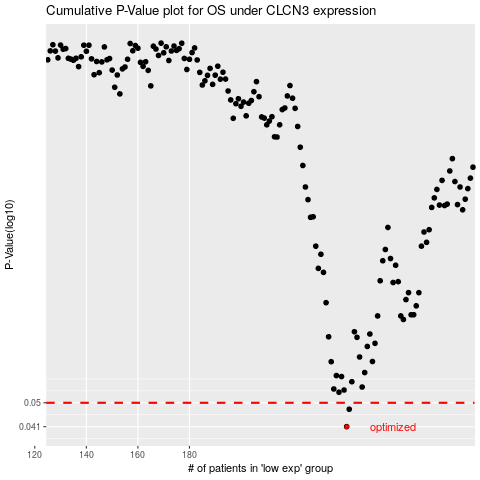 Cumulative P-Value plot for OS under CLCN3 expression
P-Value(log10)
0.05
0.041
optimized
120 140 160 180
# of patients in 'low exp' group